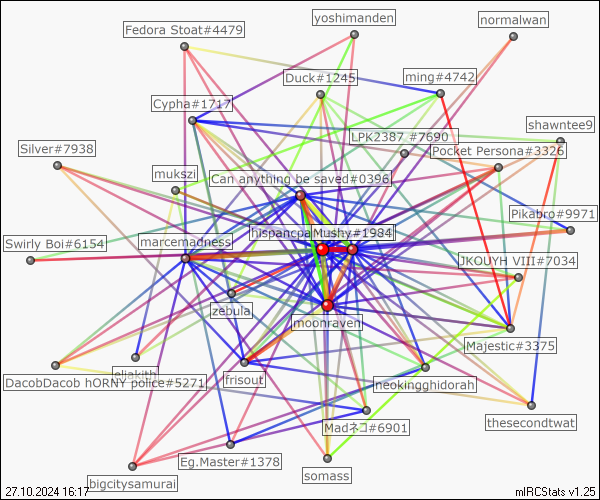 yoshimanden
normalwan
Fedora Stoat#4479
Duck#1245
ming#4742
Cypha#1717
shawntee9
LPK2387 #7690
Silver#7938
Pocket Persona#3326
mukszi
Can anything be saved#0396
Pikabro#9971
Swirly Boi#6154
marcemadness
hispancpa
Mushy#1984
JKOUYH VIII#7034
zebula
moonraven
Majestic#3375
eliakith
DacobDacob hORNY police#5271
frisout
neokingghidorah
thesecondtwat
Madネコ#6901
Eg.Master#1378
somass
bigcitysamurai
27.10.2024 16:17
mIRCStats v1.25